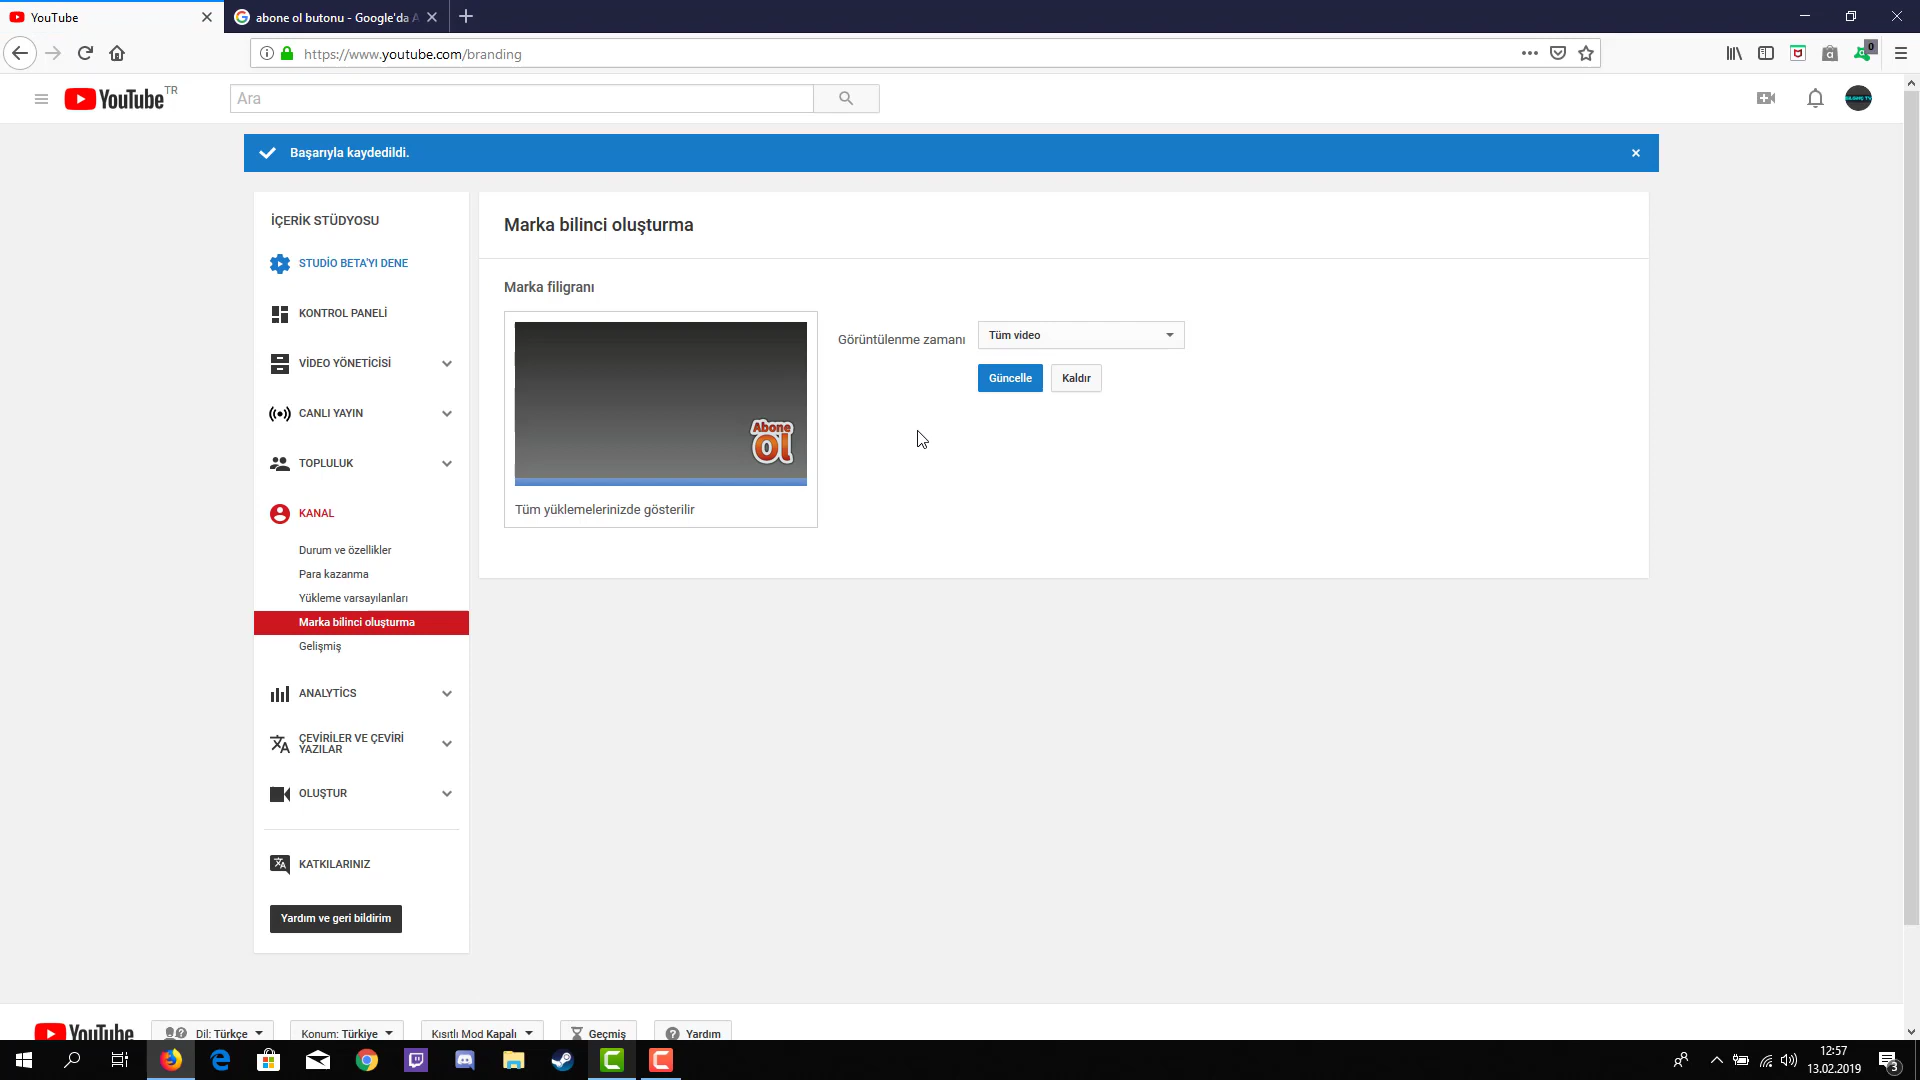 YouTube
abone ol butonu - Google'da A
https://www.youtube.com/branding
0
YouTube TR
Ara
Başarıyla kaydedildi.
İÇERİK STÜDYOSU
STUDİO BETA'YI DENE
KONTROL PANELİ
VİDEO YÖNETİCİSİ
CANLI YAYIN
TOPLULUK
KANAL
Durum ve özellikler
Para kazanma
Yükleme varsayılanları
Marka bilinci oluşturma
Gelişmiş
ANALYTİCS
ÇEVİRİLER VE ÇEVİRİ
YAZILAR
OLUŞTUR
KATKILARINIZ
Yardım ve geri bildirim
Marka bilinci oluşturma
Marka filigranı
Abone
Ol
Tüm yüklemelerinizde gösterilir
Görüntülenme zamanı
Tüm video
Güncelle
Kaldır
YouTube
Dil: Türkçe
Konum: Türkiye
Kısıtlı Mod Kapalı
Geçmiş
Yardım
12:57
13.02.2019
3